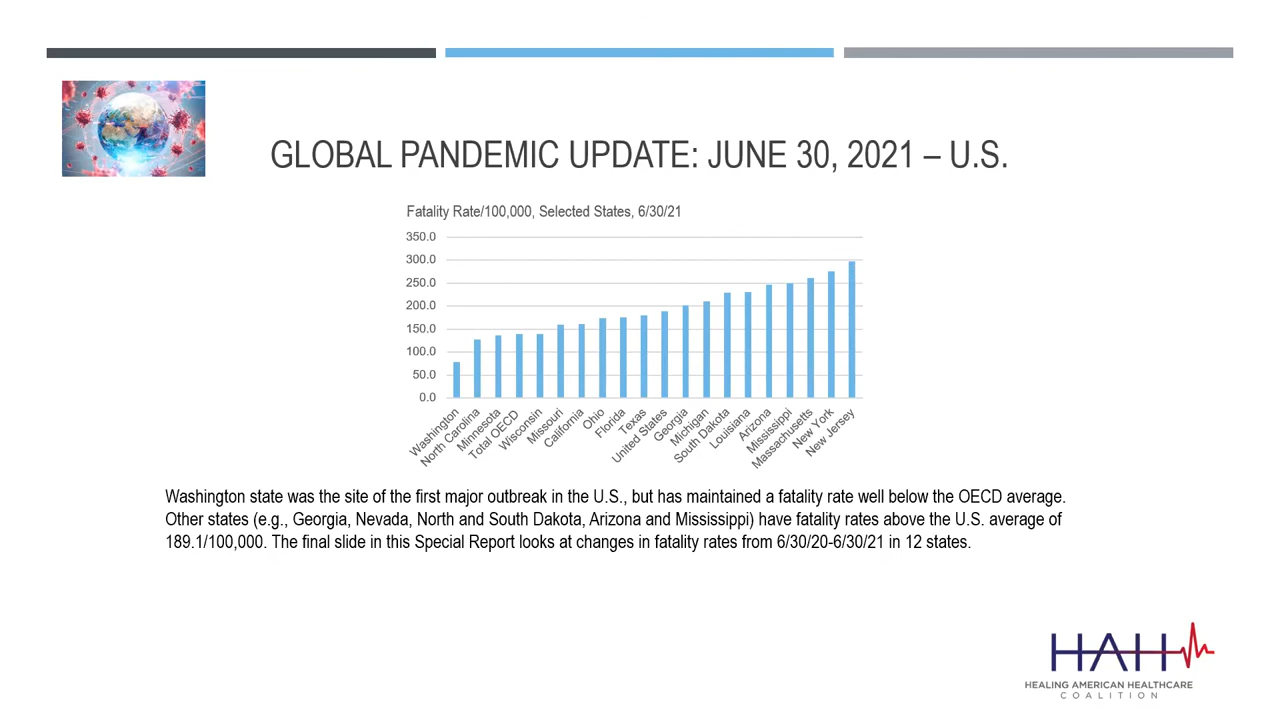 GLOBAL PANDEMIC UPDATE: JUNE 30, 2021 – U.S.
Fatality Rate/100,000, Selected States, 6/30/21
350.0
300.0
250.0
200.0
150.0
100.0
50.0
0.0
Washington
North Carolina
Minnesota
Total OECD
Wisconsin
Missouri
California
Ohio
Florida
Texas
United States
Georgia
Michigan
South Dakota
Louisiana
Arizona
Mississippi
Massachusetts
New York
New Jersey
Washington state was the site of the first major outbreak in the U.S., but has maintained a fatality rate well below the OECD average.
Other states (e.g., Georgia, Nevada, North and South Dakota, Arizona and Mississippi) have fatality rates above the U.S. average of
189.1/100,000. The final slide in this Special Report looks at changes in fatality rates from 6/30/20-6/30/21 in 12 states.
HAH
HEALING AMERICAN HEALTHCARE
COALITION